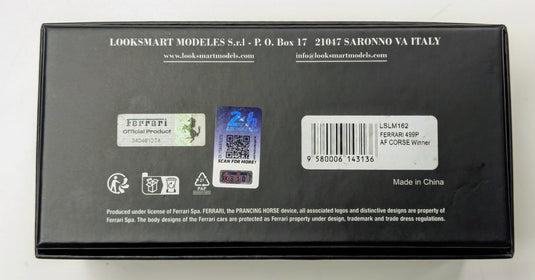 LOOKSMART MODELES S.r.l - P. O. Box 17 21047 SARONNO VA ITALY
www.looksmartmodels.com
info@looksmartmodels.com
Ferrari
Official Product
24
SCAN FOR MORE!
LSLM162
FERRARI 499P
AF CORSE Winner
9 580006 143136
Made in China
PAP
Produced under license of Ferrari Spa. FERRARI, the PRANCING HORSE device, all associated logos and distinctive designs are property of
Ferrari Spa. The body designs of the Ferrari cars are protected as Ferrari property under design, trademark and trade dress regulations.